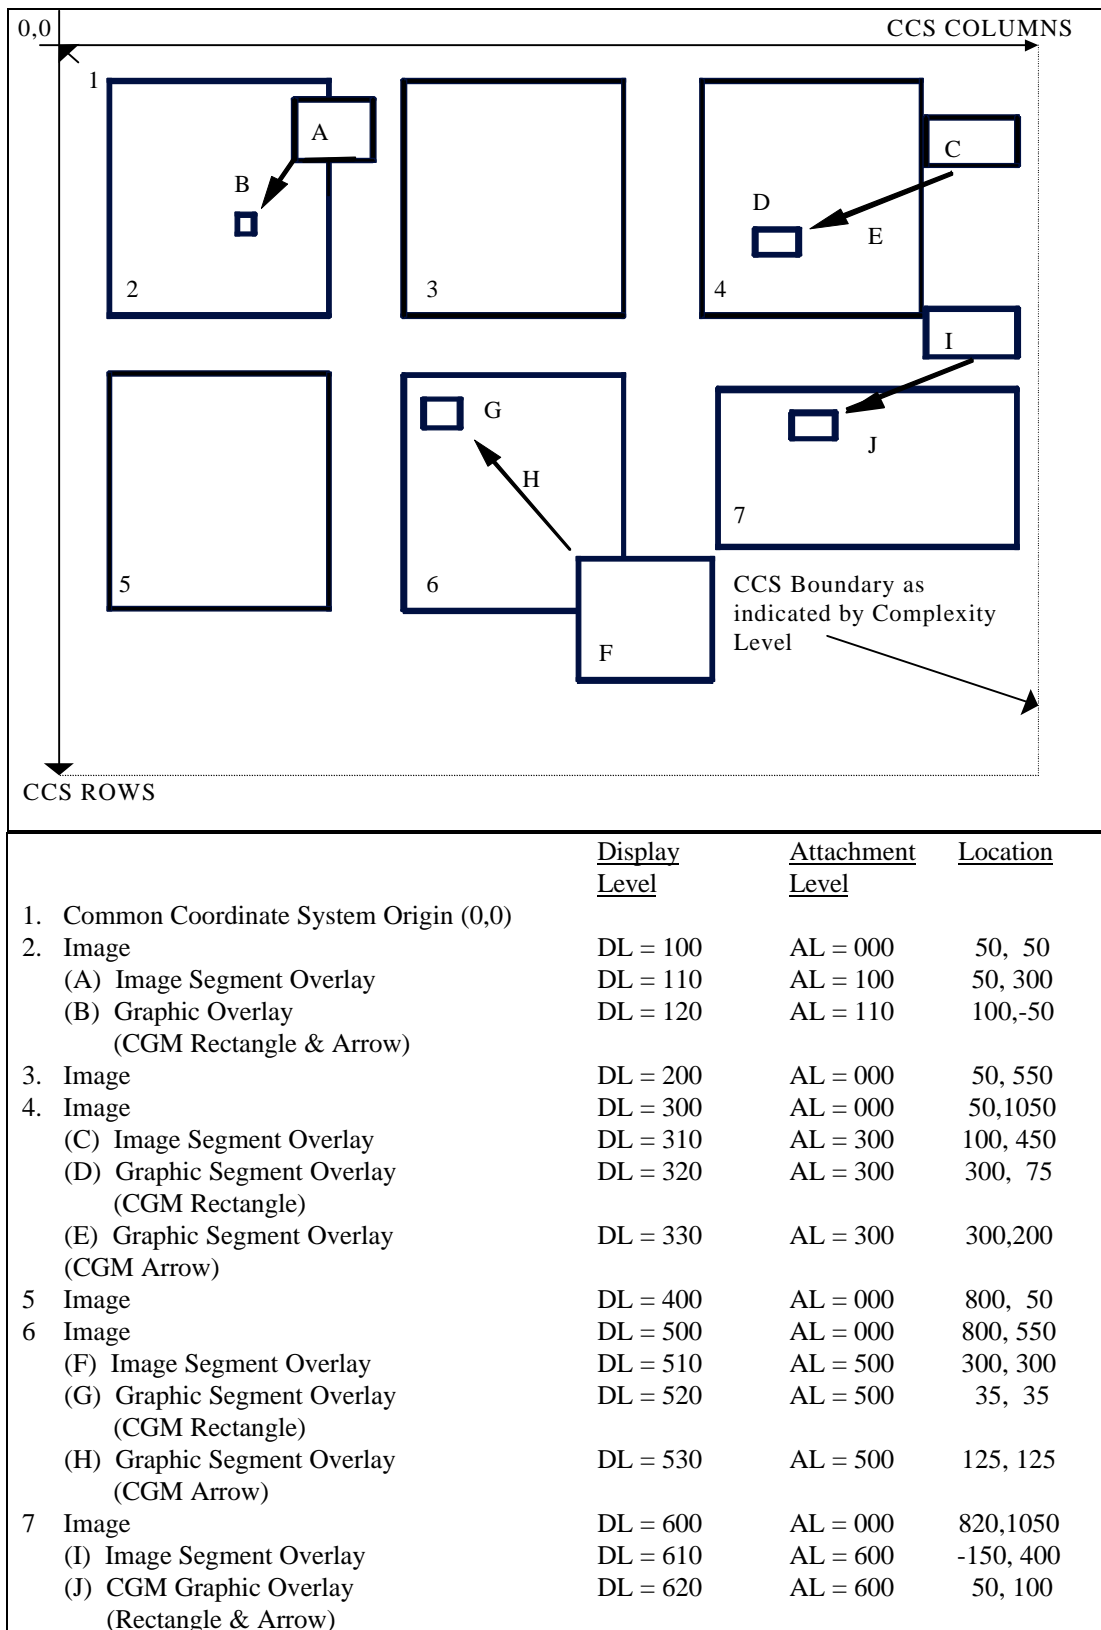 0,0 CCS COLUMNS
1
A
C
B
D
E
2 3 4
I
G
J
H
7
5 6
CCS Boundary as
indicated by Complexity
Level
F
CCS ROWS
Display Attachment Location
Level Level
1. Common Coordinate System Origin (0,0)
2. Image DL = 100 AL = 000 50, 50
(A) Image Segment Overlay DL = 110 AL = 100 50, 300
(B) Graphic Overlay DL = 120 AL = 110 100,-50
(CGM Rectangle & Arrow)
3. Image DL = 200 AL = 000 50, 550
4. Image DL = 300 AL = 000 50,1050
(C) Image Segment Overlay DL = 310 AL = 300 100, 450
(D) Graphic Segment Overlay DL = 320 AL = 300 300, 75
(CGM Rectangle)
(E) Graphic Segment Overlay DL = 330 AL = 300 300,200
(CGM Arrow)
5 Image DL = 400 AL = 000 800, 50
6 Image DL = 500 AL = 000 800, 550
(F) Image Segment Overlay DL = 510 AL = 500 300, 300
(G) Graphic Segment Overlay DL = 520 AL = 500 35, 35
(CGM Rectangle)
(H) Graphic Segment Overlay DL = 530 AL = 500 125, 125
(CGM Arrow)
7 Image DL = 600 AL = 000 820,1050
(I) Image Segment Overlay DL = 610 AL = 600 -150, 400
(J) CGM Graphic Overlay DL = 620 AL = 600 50, 100
(Rectangle & Arrow)